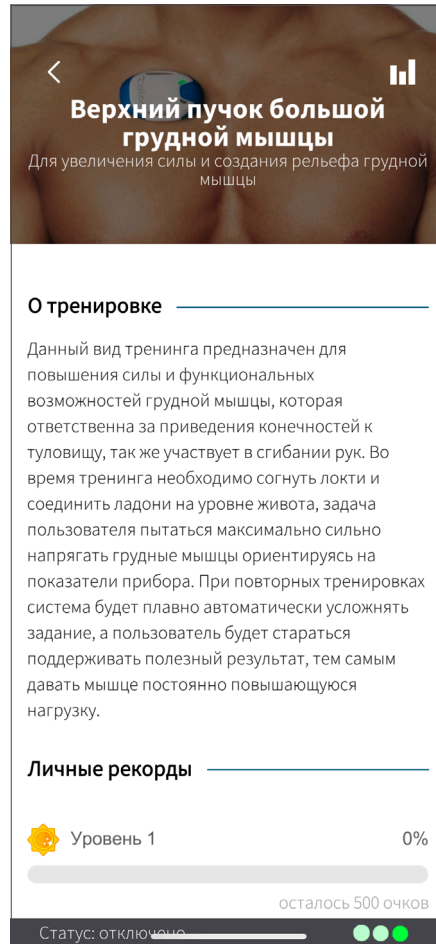 Верхний пучок большой
грудной мышцы
Для увеличения силы и создания рельефа грудной
мышцы
О тренировке
Данный вид тренинга предназначен для
повышения силы и функциональных
возможностей грудной мышцы, которая
ответственна за приведения конечностей к
туловищу, так же участвует в сгибании рук. Во
время тренинга необходимо согнуть локти и
соединить ладони на уровне живота, задача
пользователя пытаться максимально сильно
напрягать грудные мышцы ориентируясь на
показатели прибора. При повторных тренировках
система будет плавно автоматически усложнять
задание, а пользователь будет стараться
поддерживать полезный результат, тем самым
давать мышце постоянно повышающуюся
нагрузку.
Личные рекорды
Уровень 1 0%
осталось 500 очков
Статус: отключено